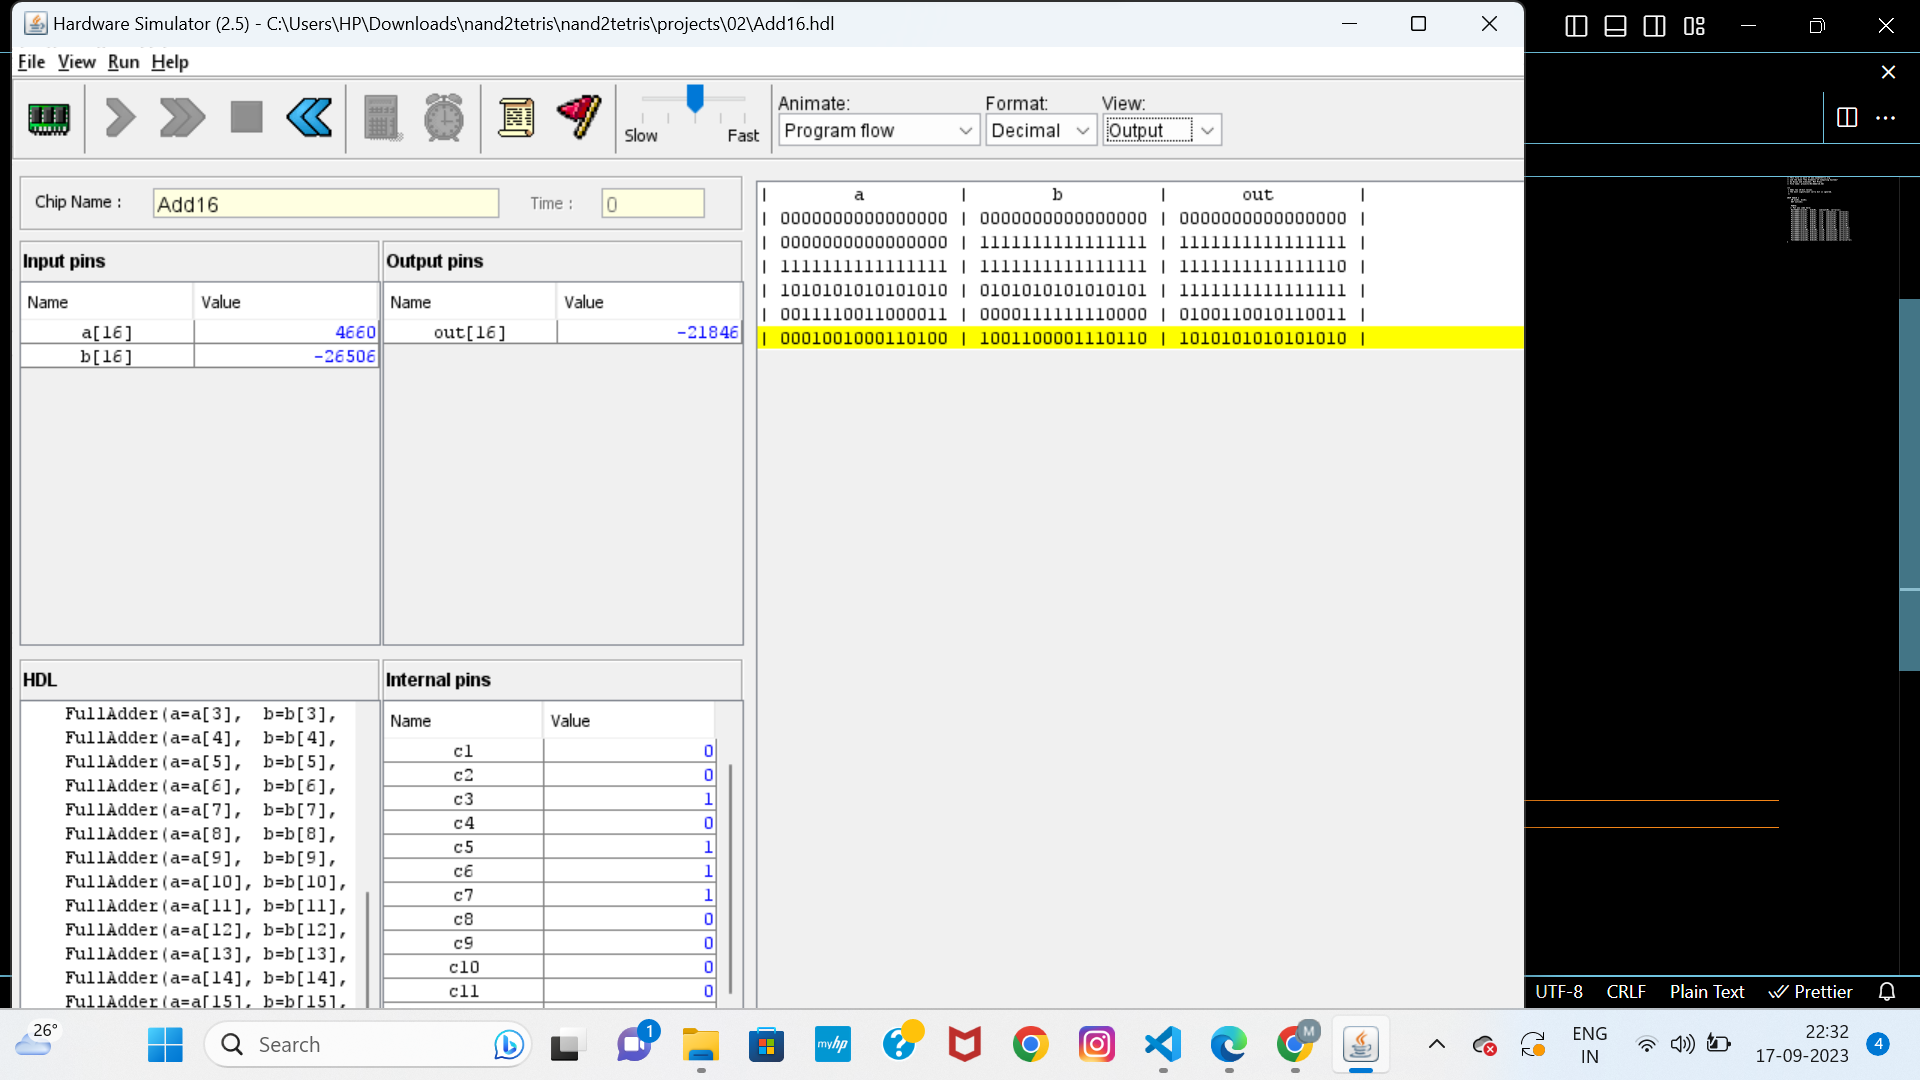 Hardware Simulator (2.5) - C:\Users\HP\Downloads\nand2tetris\nand2tetris\projects\02\Add16.hdl
File View Run Help
Slow Fast
Animate: Format: View:
Program flow Decimal Output
Chip Name : Add16 Time : 0
Input pins
Name Value
a[16] 4660
b[16] -26506
Output pins
Name Value
out[16] -21846
| a | b | out |
| 0000000000000000 | 0000000000000000 | 0000000000000000 |
| 0000000000000000 | 1111111111111111 | 1111111111111111 |
| 1111111111111111 | 1111111111111111 | 1111111111111110 |
| 1010101010101010 | 0101010101010101 | 1111111111111111 |
| 0011110011000011 | 0000111111110000 | 0100110010110011 |
| 0001001000110100 | 1001100001110110 | 1010101010101010 |
HDL
FullAdder(a=a[3], b=b[3],
FullAdder(a=a[4], b=b[4],
FullAdder(a=a[5], b=b[5],
FullAdder(a=a[6], b=b[6],
FullAdder(a=a[7], b=b[7],
FullAdder(a=a[8], b=b[8],
FullAdder(a=a[9], b=b[9],
FullAdder(a=a[10], b=b[10],
FullAdder(a=a[11], b=b[11],
FullAdder(a=a[12], b=b[12],
FullAdder(a=a[13], b=b[13],
FullAdder(a=a[14], b=b[14],
FullAdder(a=a[15], b=b[15],
Internal pins
Name Value
c1 0
c2 0
c3 1
c4 0
c5 1
c6 1
c7 1
c8 0
c9 0
c10 0
c11 0
UTF-8 CRLF Plain Text Prettier
26°
Search
1
myhp
M
ENG
IN
22:32
17-09-2023
4